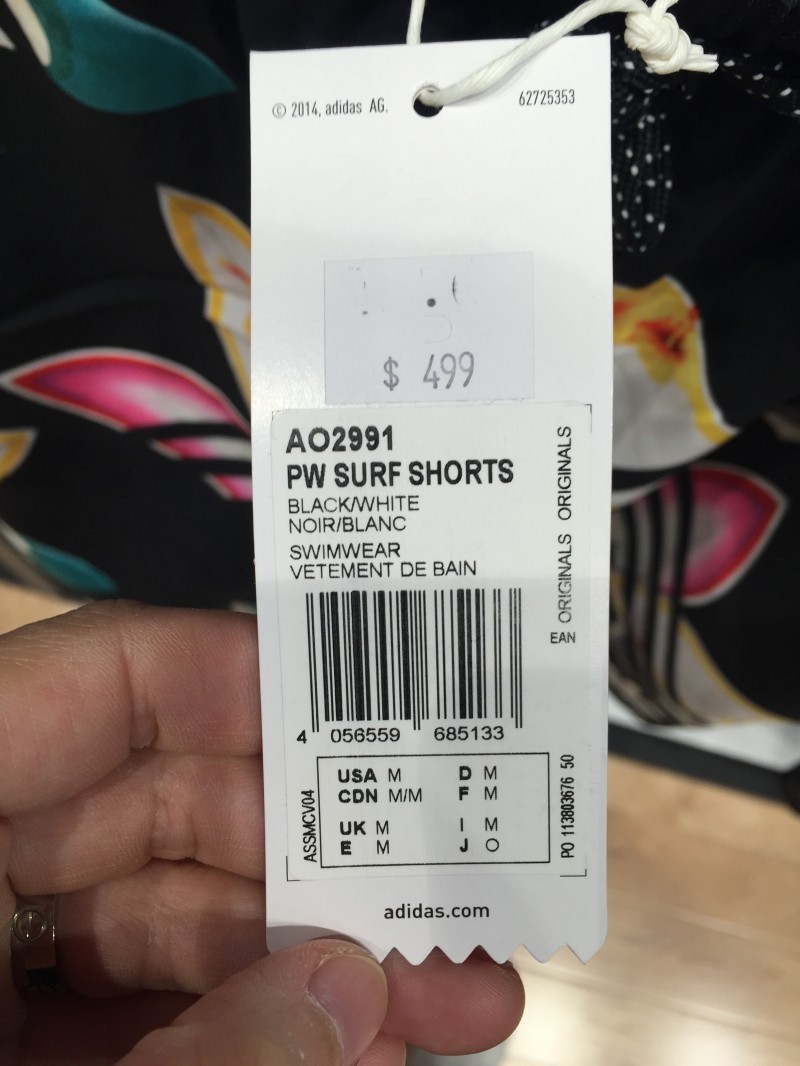 © 2014, adidas AG.
62725353
$ 499
AO2991
PW SURF SHORTS
BLACK/WHITE
NOIR/BLANC
SWIMWEAR
VETEMENT DE BAIN
ORIGINALS ORIGINALS
EAN
4 056559 685133
ASSMCV04
USA M D M
CDN M/M F M
UK M I M
E M J O
PO 113803676 50
adidas.com